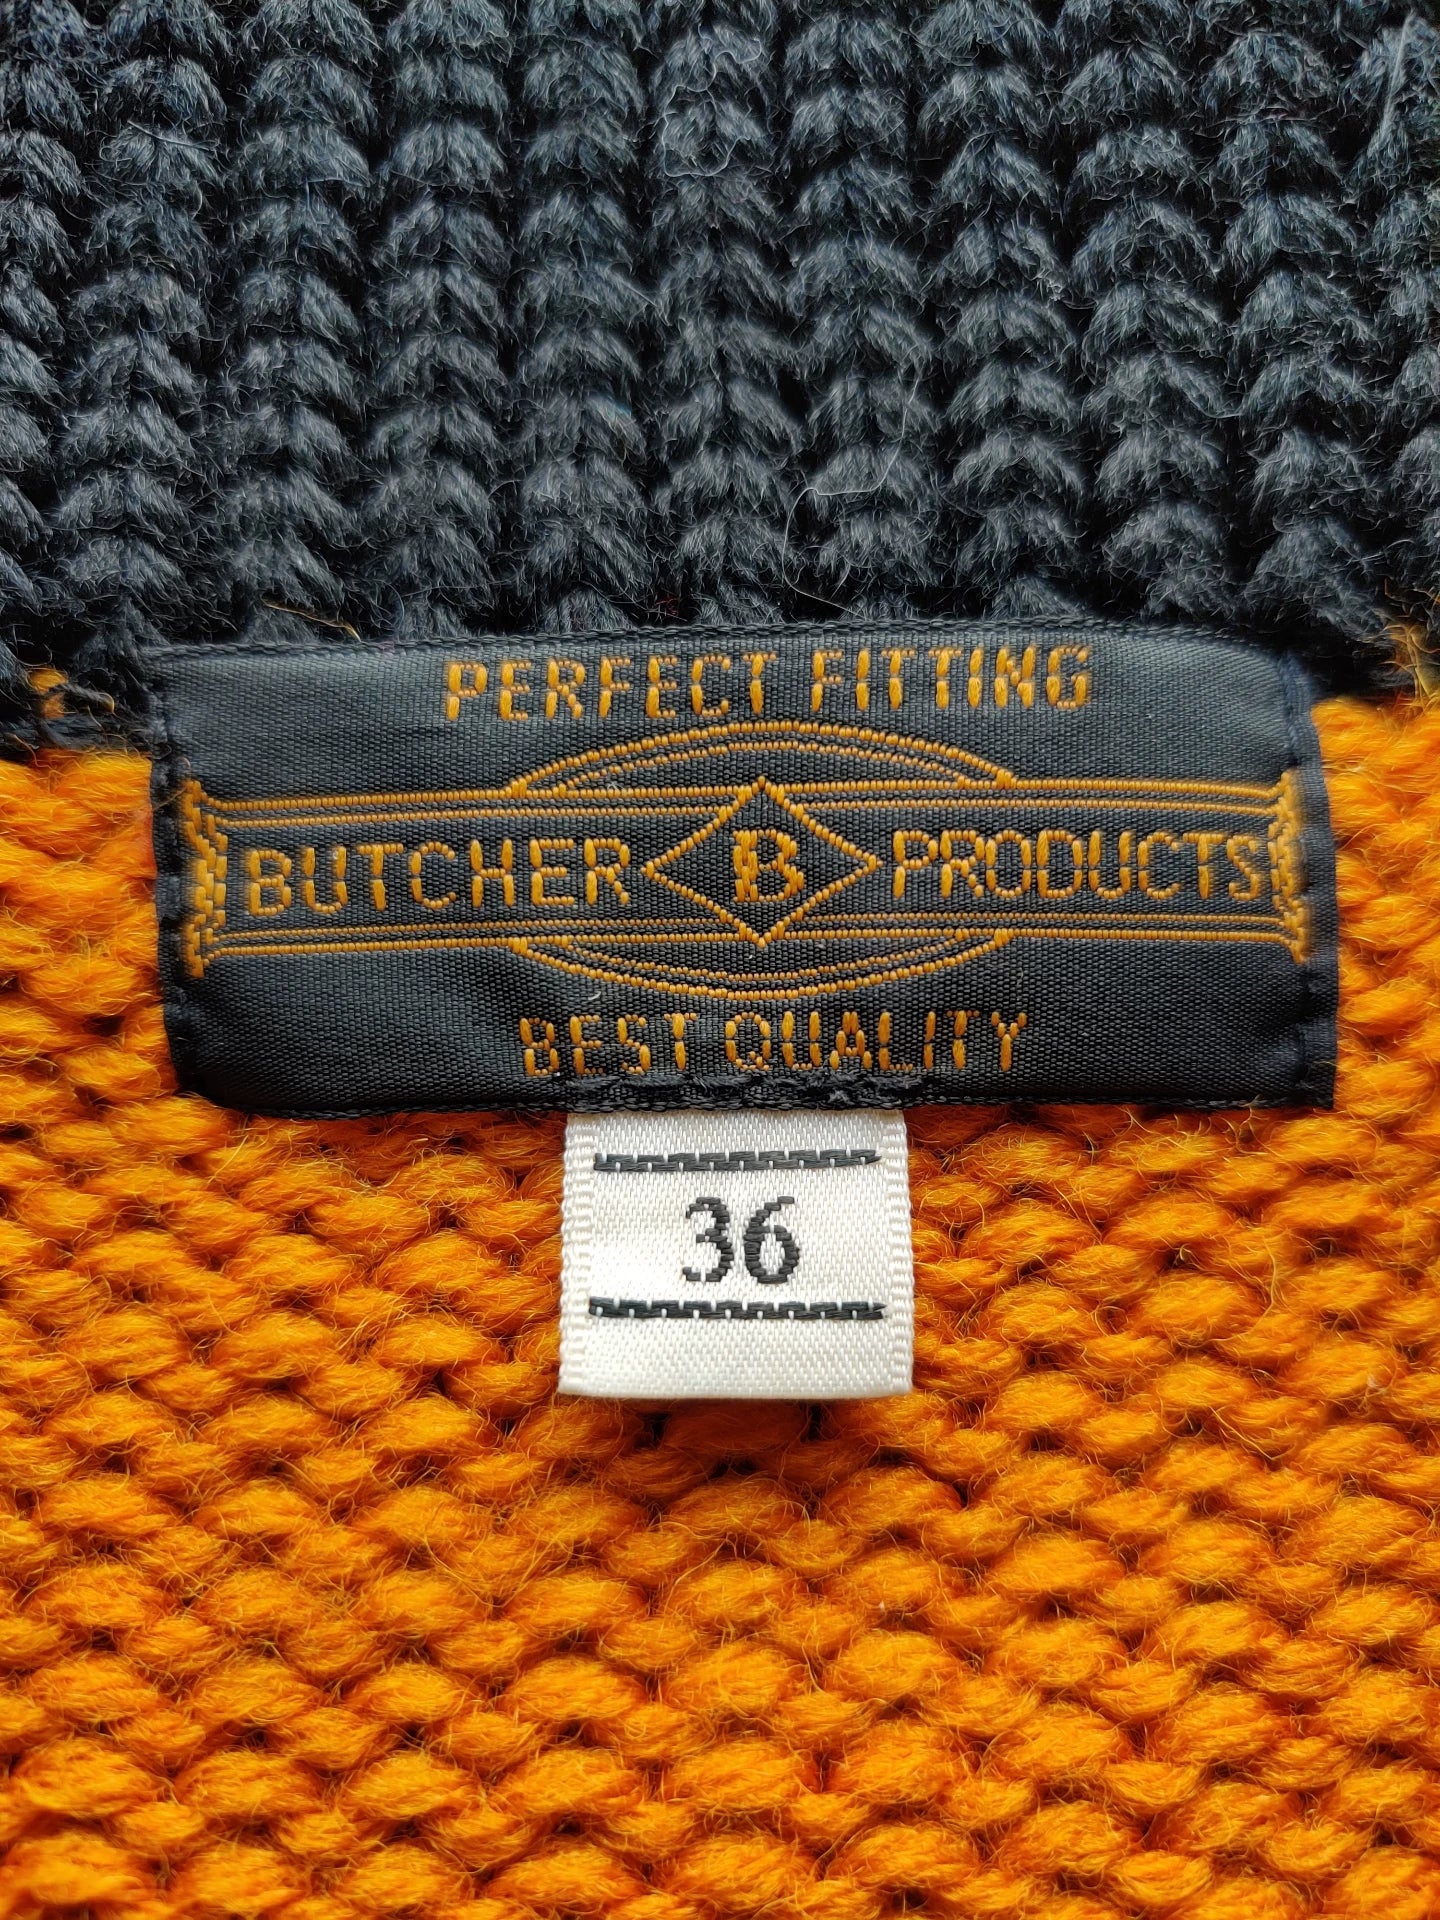 PERFECT FITTING
BUTCHER B PRODUCTS
BEST QUALITY
36